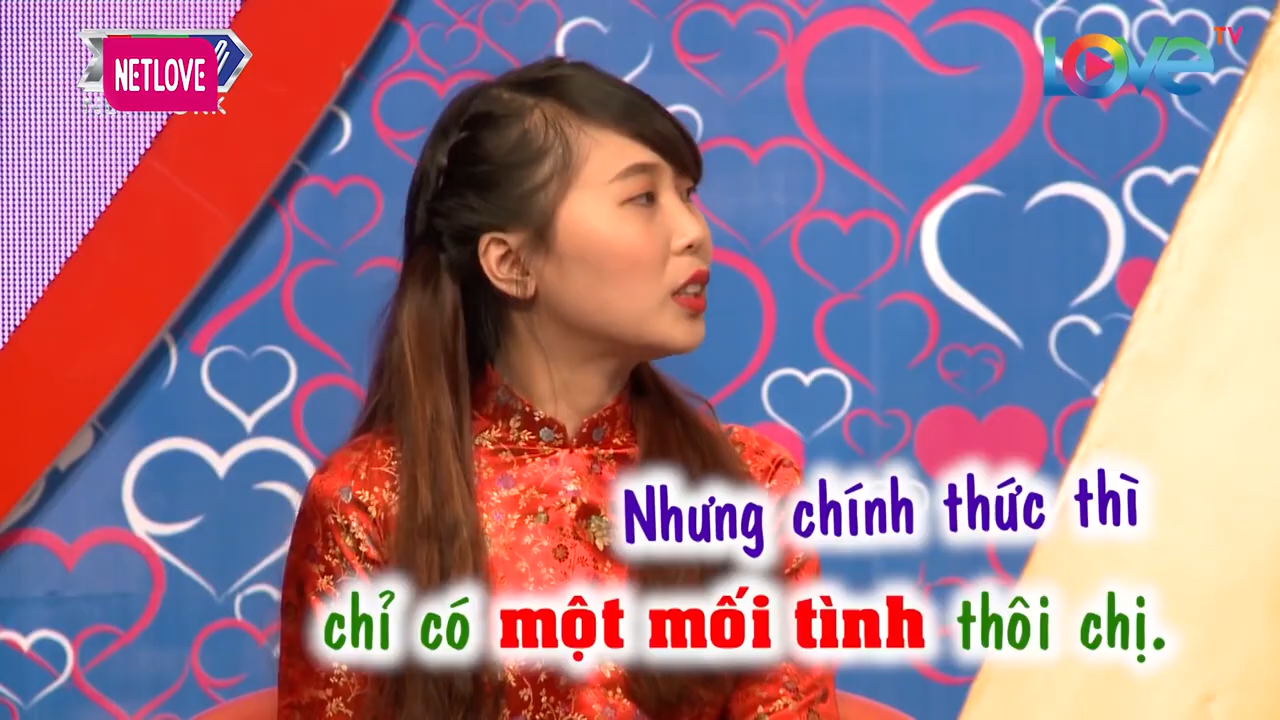 NETLOVE
LOVE TV
Nhưng chính thức thì
chỉ có một mối tình thôi chị.